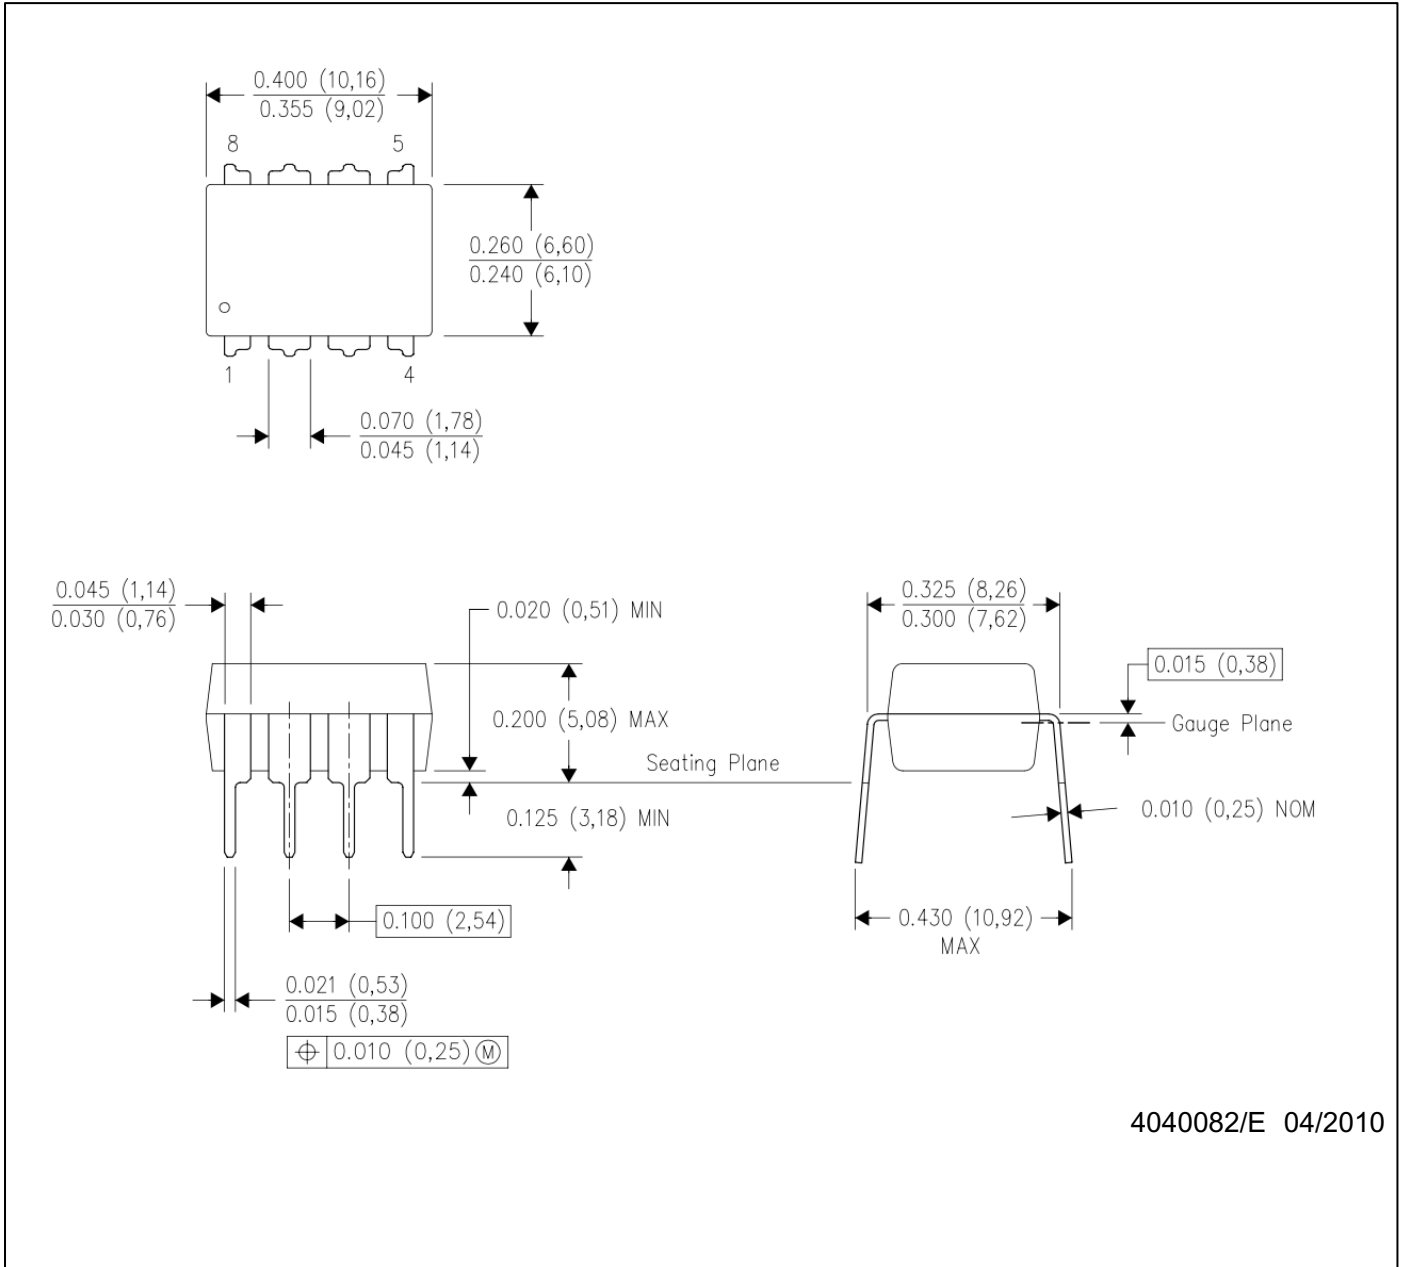 0.400 (10,16)
0.355 (9,02)
8
5
0.260 (6,60)
0.240 (6,10)
1
4
0.070 (1,78)
0.045 (1,14)
0.045 (1,14)
0.030 (0,76)
0.020 (0,51) MIN
0.325 (8,26)
0.300 (7,62)
0.015 (0,38)
0.200 (5,08) MAX
Gauge Plane
Seating Plane
0.125 (3,18) MIN
0.010 (0,25) NOM
0.100 (2,54)
0.430 (10,92)
MAX
0.021 (0,53)
0.015 (0,38)
⌖ 0.010 (0,25) Ⓜ
4040082/E 04/2010